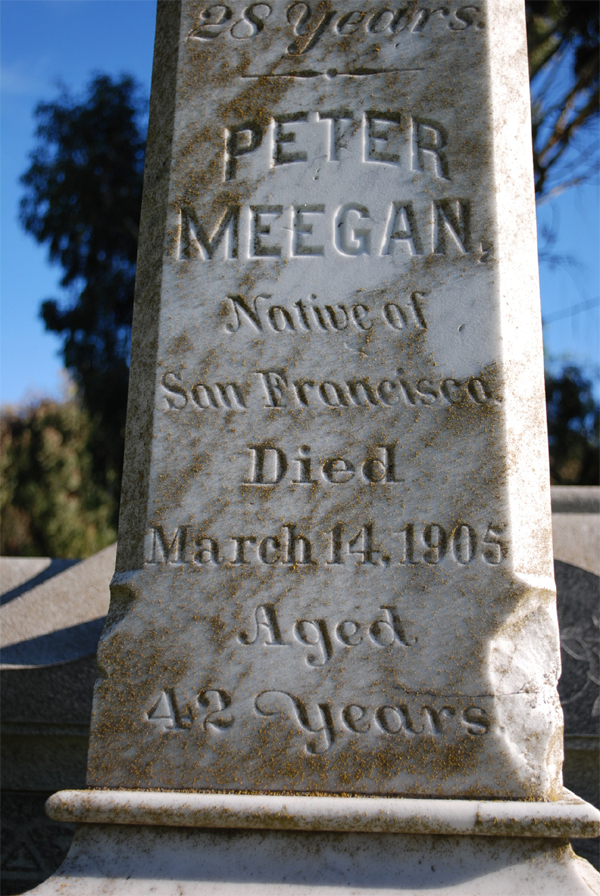 28 Years.
PETER
MEEGAN,
Native of
San Francisco.
Died
March 14, 1905
Aged
42 Years.